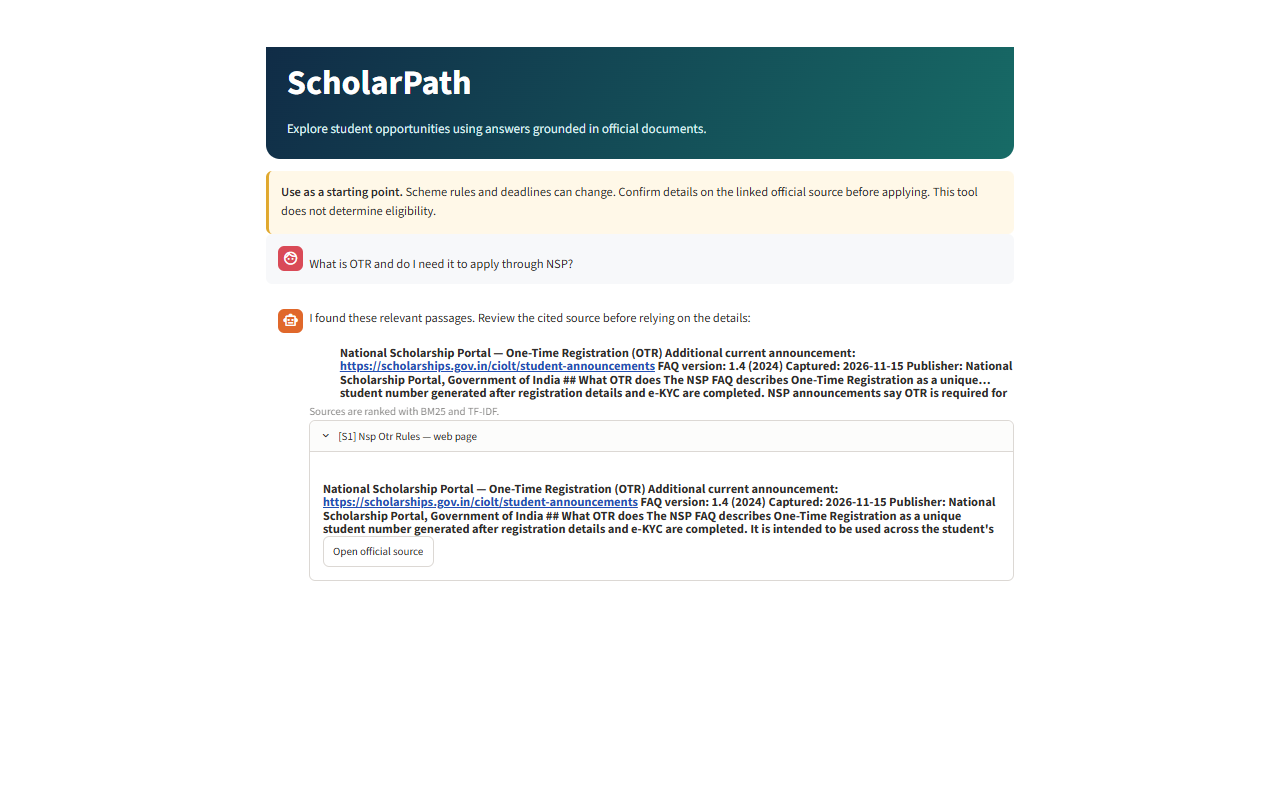 ScholarPath
Explore student opportunities using answers grounded in official documents.
Use as a starting point. Scheme rules and deadlines can change. Confirm details on the linked official source before applying. This tool
does not determine eligibility.
What is OTR and do I need it to apply through NSP?
I found these relevant passages. Review the cited source before relying on the details:
National Scholarship Portal — One-Time Registration (OTR) Additional current announcement:
https://scholarships.gov.in/ciolt/student-announcements FAQ version: 1.4 (2024) Captured: 2026-11-15 Publisher: National
Scholarship Portal, Government of India ## What OTR does The NSP FAQ describes One-Time Registration as a unique…
student number generated after registration details and e-KYC are completed. NSP announcements say OTR is required for
Sources are ranked with BM25 and TF-IDF.
[S1] Nsp Otr Rules — web page
National Scholarship Portal — One-Time Registration (OTR) Additional current announcement:
https://scholarships.gov.in/ciolt/student-announcements FAQ version: 1.4 (2024) Captured: 2026-11-15 Publisher: National
Scholarship Portal, Government of India ## What OTR does The NSP FAQ describes One-Time Registration as a unique
student number generated after registration details and e-KYC are completed. It is intended to be used across the student's
Open official source